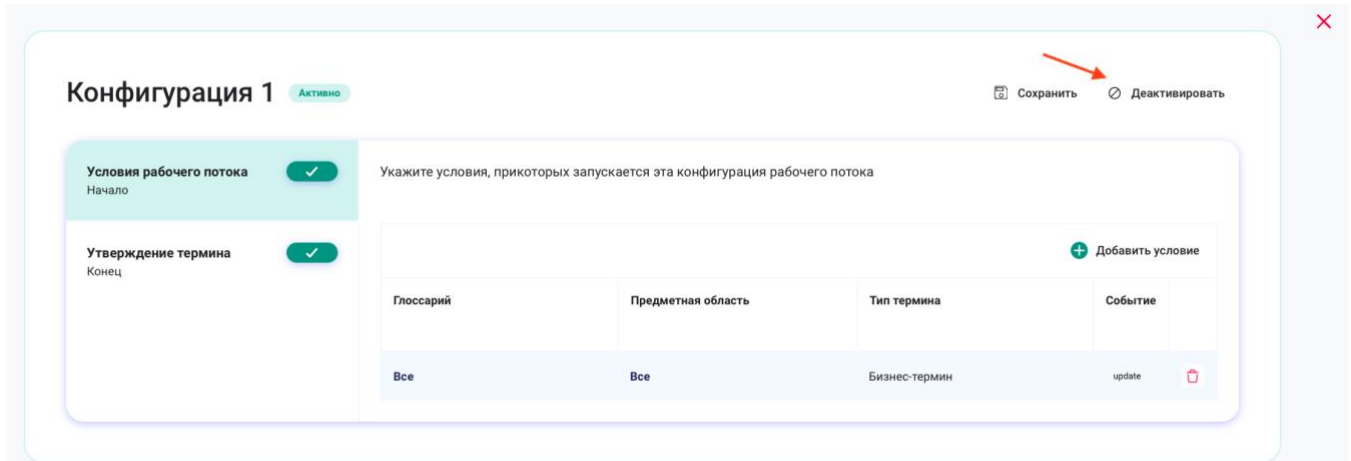 Конфигурация 1 Активно Сохранить Деактивировать
Условия рабочего потока
Начало
Утверждение термина
Конец
Укажите условия, прикоторых запускается эта конфигурация рабочего потока
Добавить условие
Глоссарий Предметная область Тип термина Событие
Все Все Бизнес-термин update